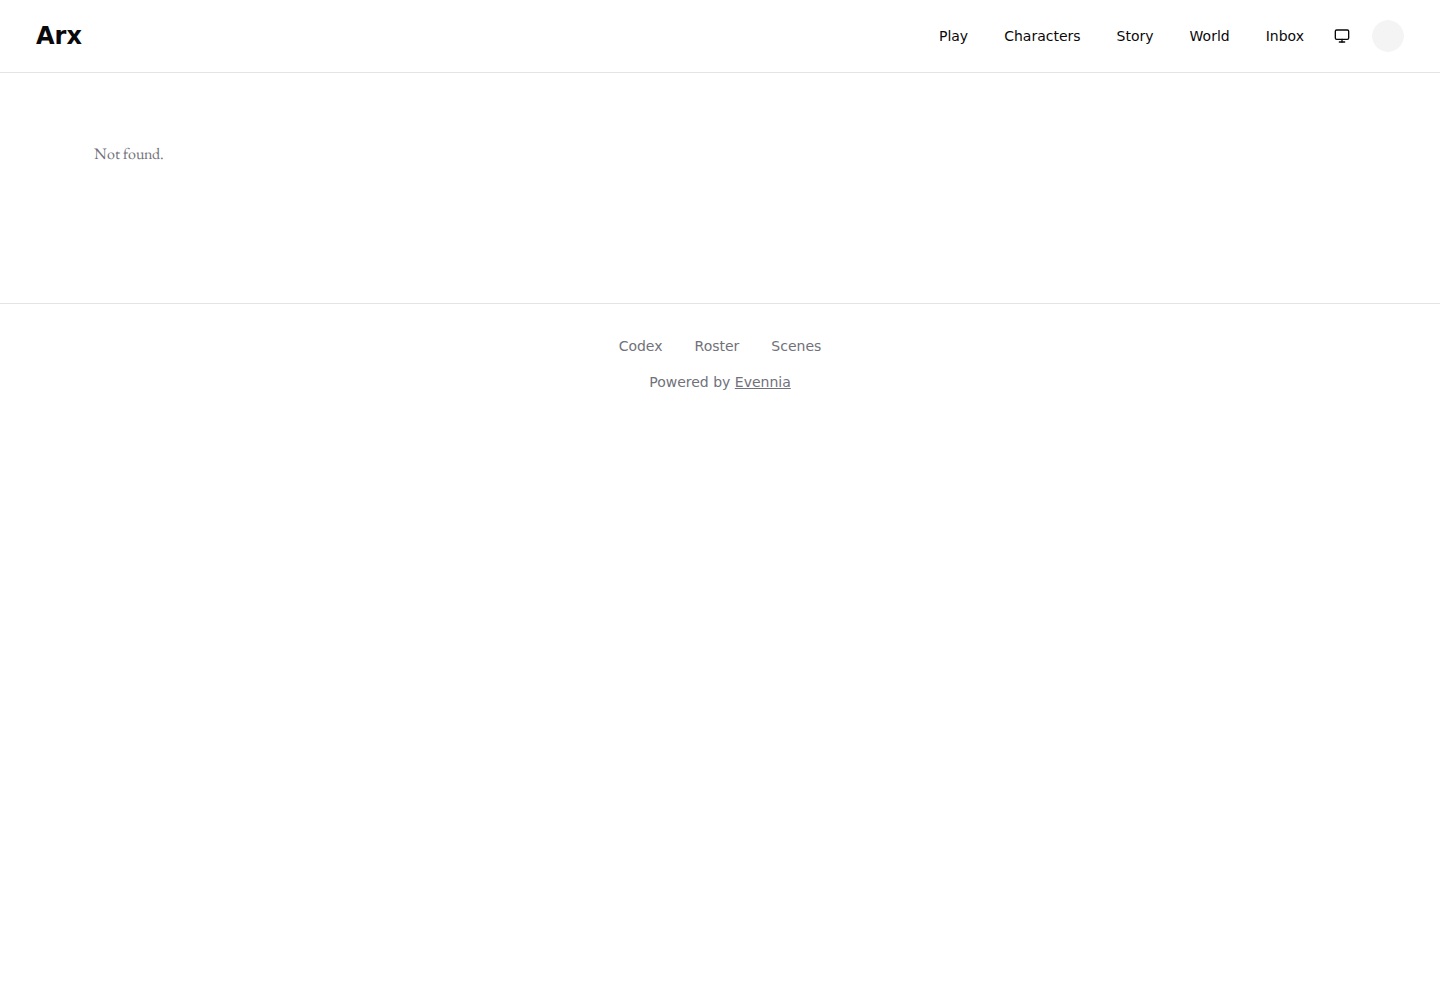 Arx
Play Characters Story World Inbox
Not found.
Codex Roster Scenes
Powered by Evennia